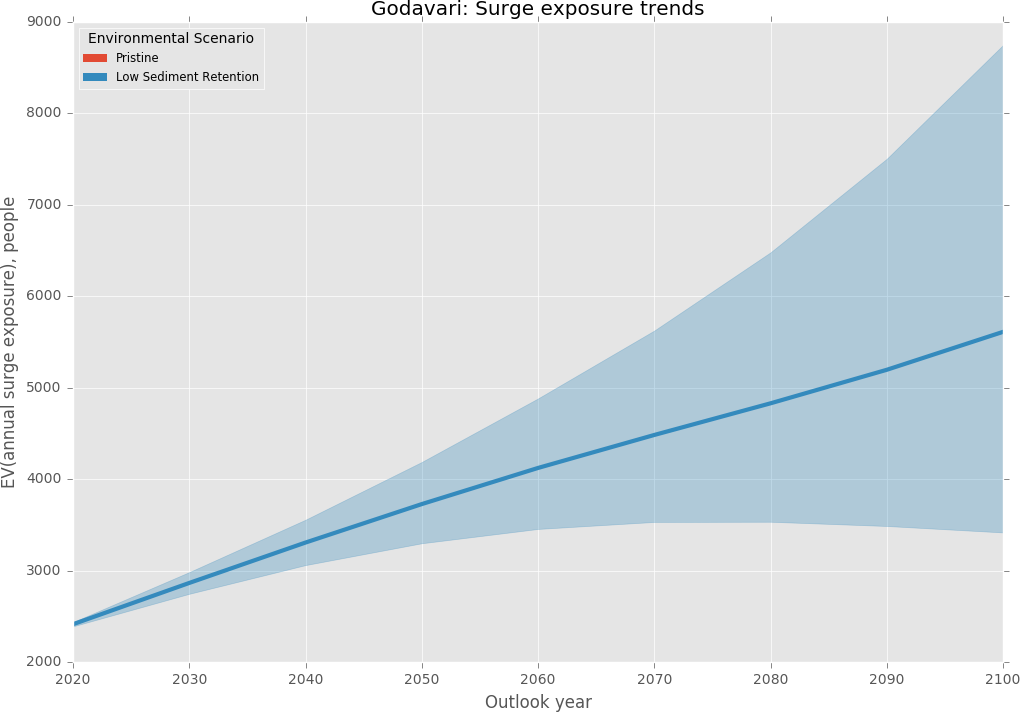 Godavari: Surge exposure trends
Environmental Scenario
Pristine
Low Sediment Retention
EV(annual surge exposure), people
9000
8000
7000
6000
5000
4000
3000
2000
2020 2030 2040 2050 2060 2070 2080 2090 2100
Outlook year